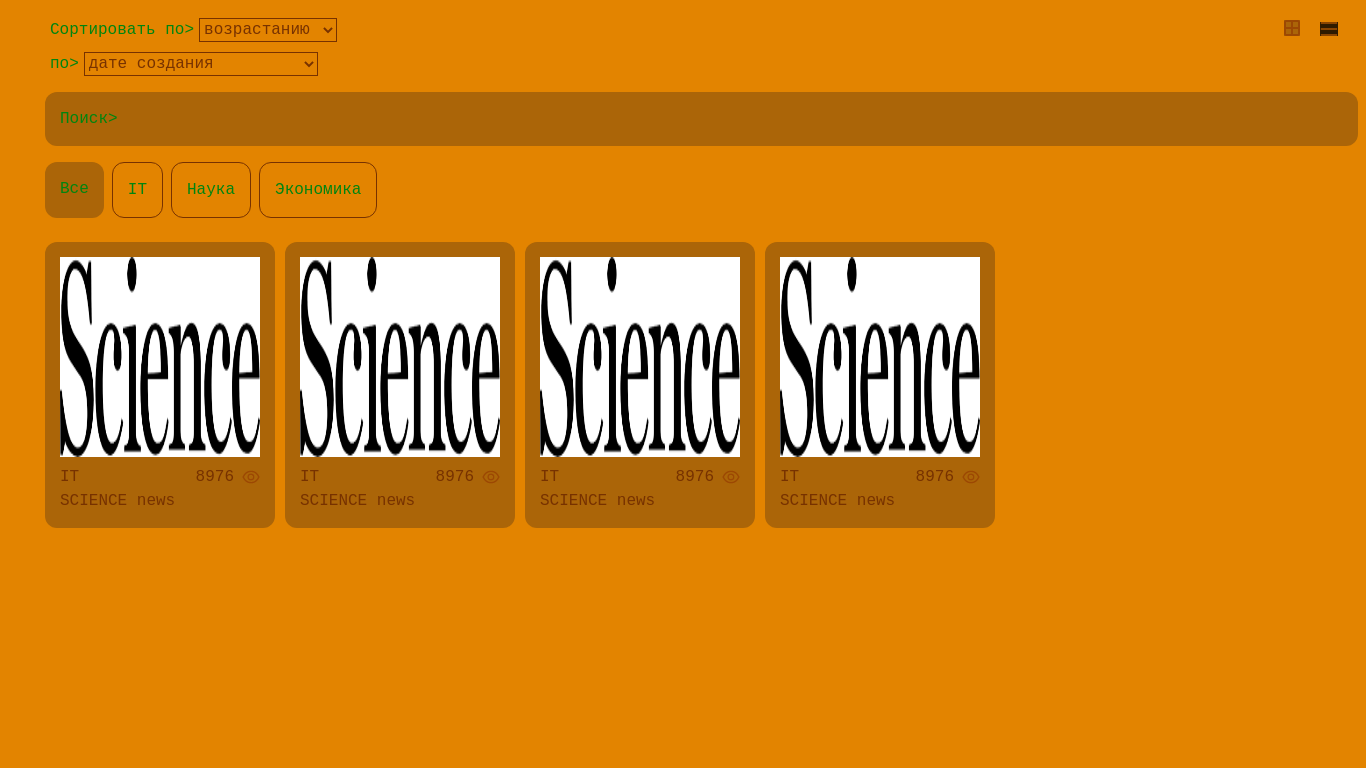 Сортировать по> возрастанию
по> дате создания
Поиск>
Все IT Наука Экономика
Science Science Science Science
IT 8976 IT 8976 IT 8976 IT 8976
SCIENCE news SCIENCE news SCIENCE news SCIENCE news